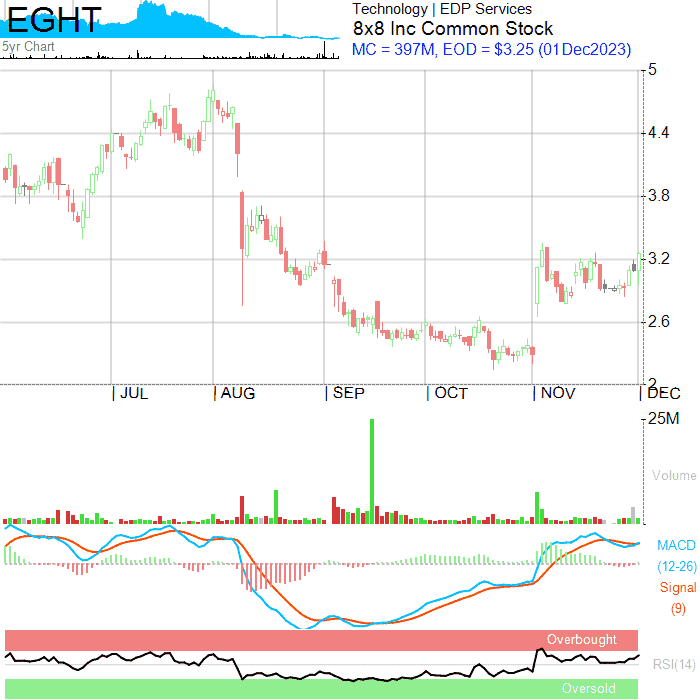 EGHT
5yr Chart
Technology | EDP Services
8x8 Inc Common Stock
MC = 397M, EOD = $3.25 (01Dec2023)
5
4.4
3.8
3.2
2.6
2
JUL AUG SEP OCT NOV DEC
25M
Volume
MACD
(12-26)
Signal
(9)
Overbought
RSI(14)
Oversold